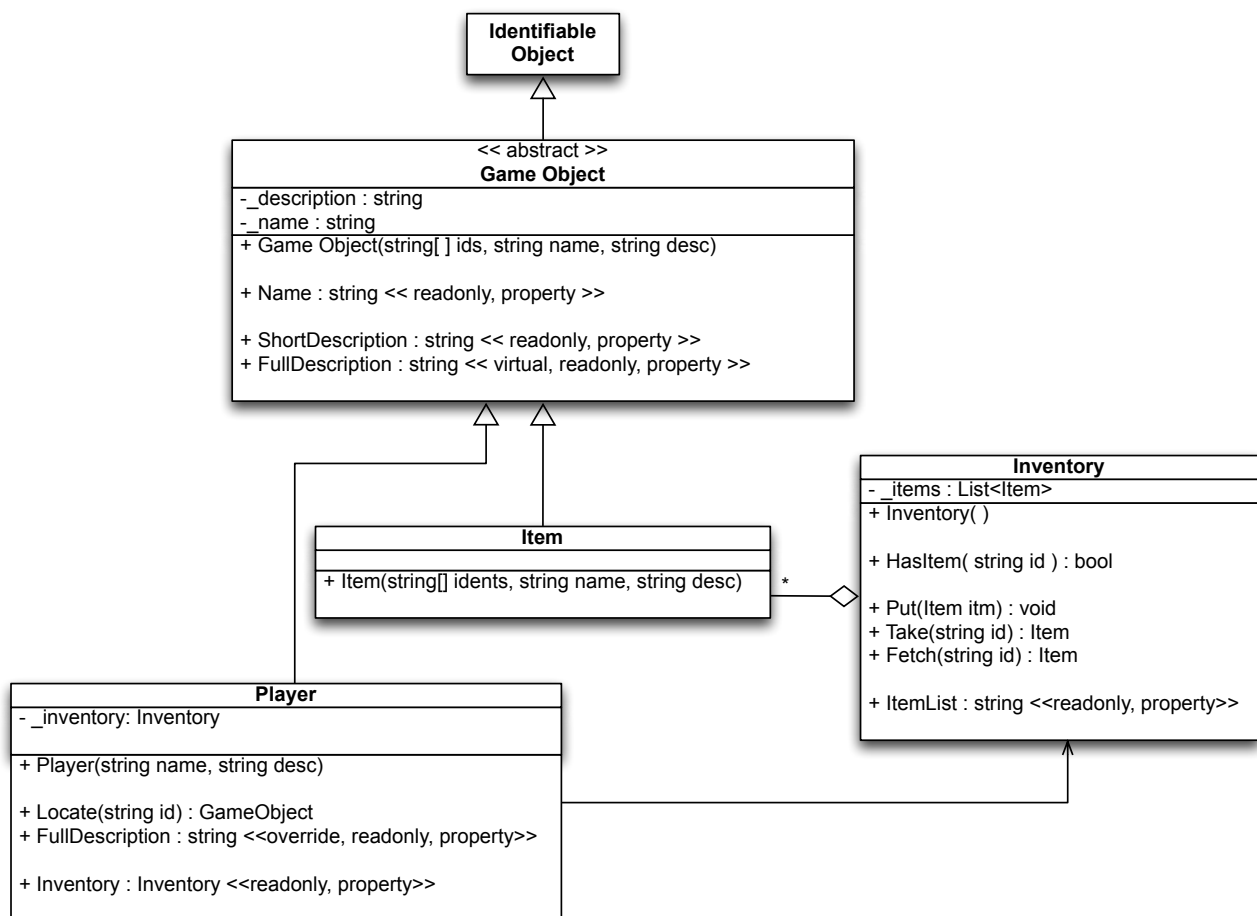 Identifiable
Object
<< abstract >>
Game Object
-_description : string
-_name : string
+ Game Object(string[ ] ids, string name, string desc)
+ Name : string << readonly, property >>
+ ShortDescription : string << readonly, property >>
+ FullDescription : string << virtual, readonly, property >>
Inventory
- _items : List<Item>
+ Inventory( )
+ HasItem( string id ) : bool
+ Put(Item itm) : void
+ Take(string id) : Item
+ Fetch(string id) : Item
+ ItemList : string <<readonly, property>>
Item
+ Item(string[] idents, string name, string desc)
*
Player
- _inventory: Inventory
+ Player(string name, string desc)
+ Locate(string id) : GameObject
+ FullDescription : string <<override, readonly, property>>
+ Inventory : Inventory <<readonly, property>>